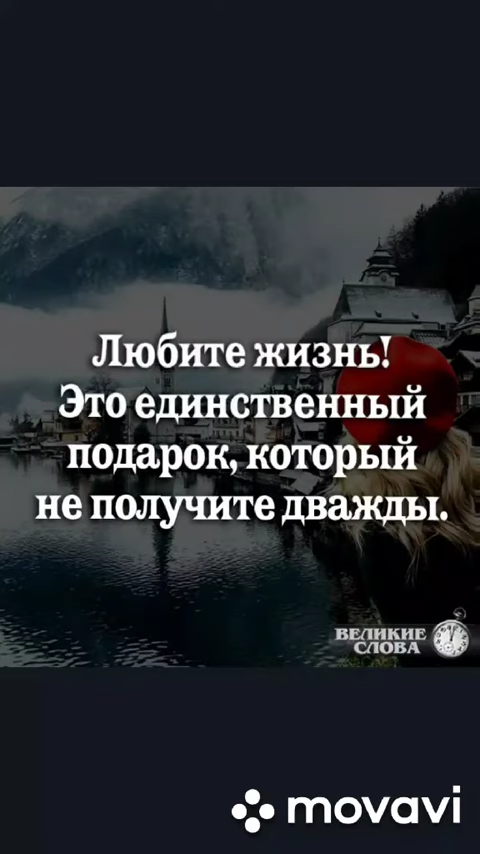 Любите жизнь!
Это единственный
подарок, который
не получите дважды.
ВЕЛИКИЕ
СЛОВА
movavi